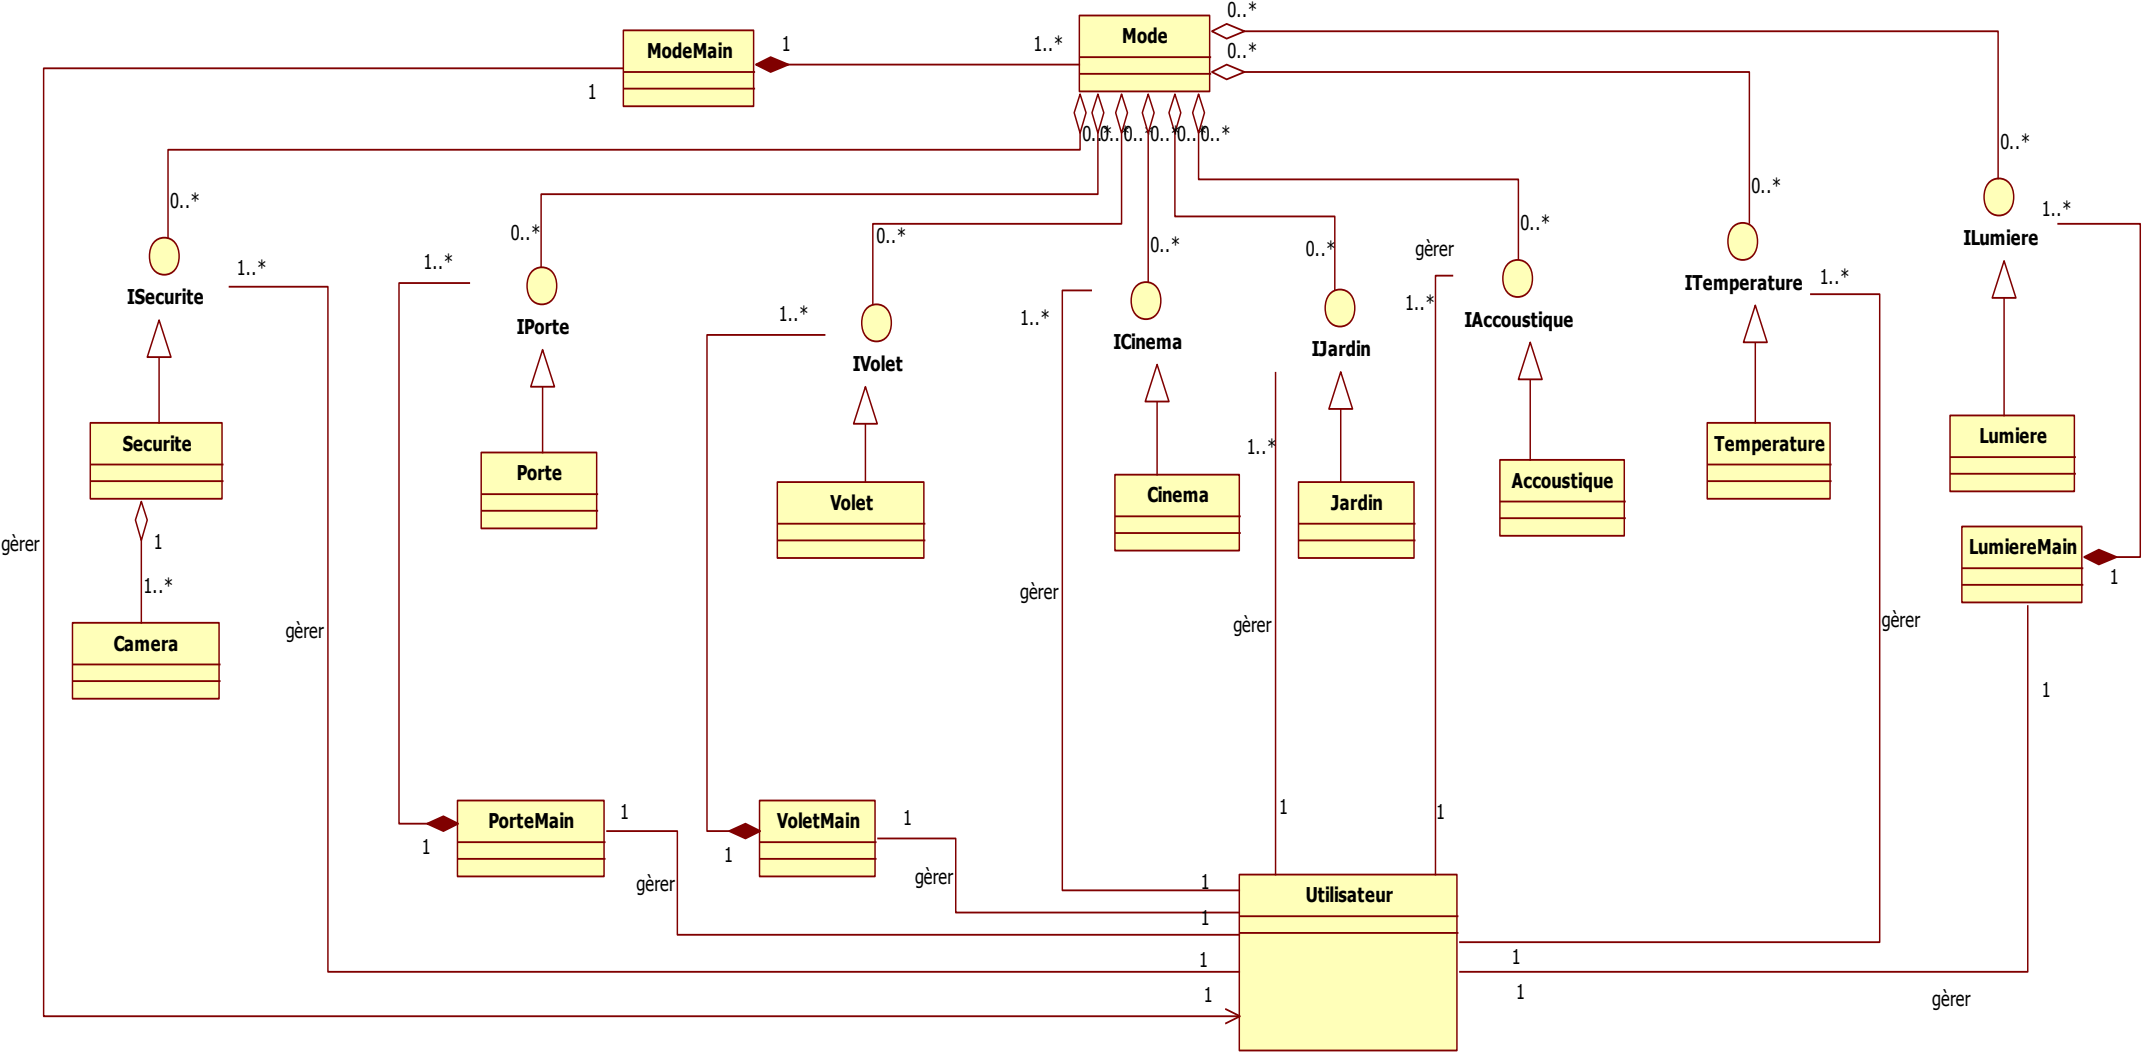 0..*
Mode
ModeMain
1
1..*
0..*
1
0..*
0..*
0..*
0..*
0..*
0..*
0..*
0..*
0..*
1..*
0..*
0..*
0..*
0..*
0..*
gèrer
ILumiere
1..*
1..*
1..*
ISecurite
ITemperature
1..*
1..*
1..*
IPorte
IAccoustique
ICinema
IJardin
IVolet
Securite
1..*
Lumiere
Temperature
Porte
Volet
Cinema
Jardin
Accoustique
gèrer
1
LumiereMain
1
1..*
gèrer
Camera
gèrer
gèrer
gèrer
1
1
1
1
1
PorteMain
VoletMain
1
1
gèrer
gèrer
1
Utilisateur
1
1
1
1
1
gèrer